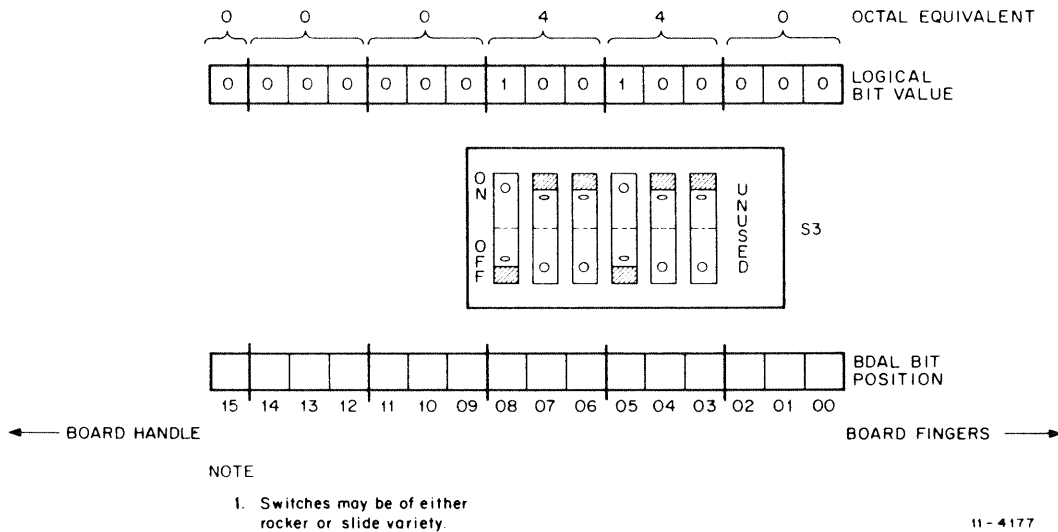 0 0 0 4 4 0 OCTAL EQUIVALENT
0 0 0 0 0 0 0 1 0 0 1 0 0 0 0 0 LOGICAL
BIT VALUE
ON
OFF
UNUSED
S3
BDAL BIT
POSITION
15 14 13 12 11 10 09 08 07 06 05 04 03 02 01 00
BOARD HANDLE BOARD FINGERS
NOTE
1. Switches may be of either
rocker or slide variety.
11-4177